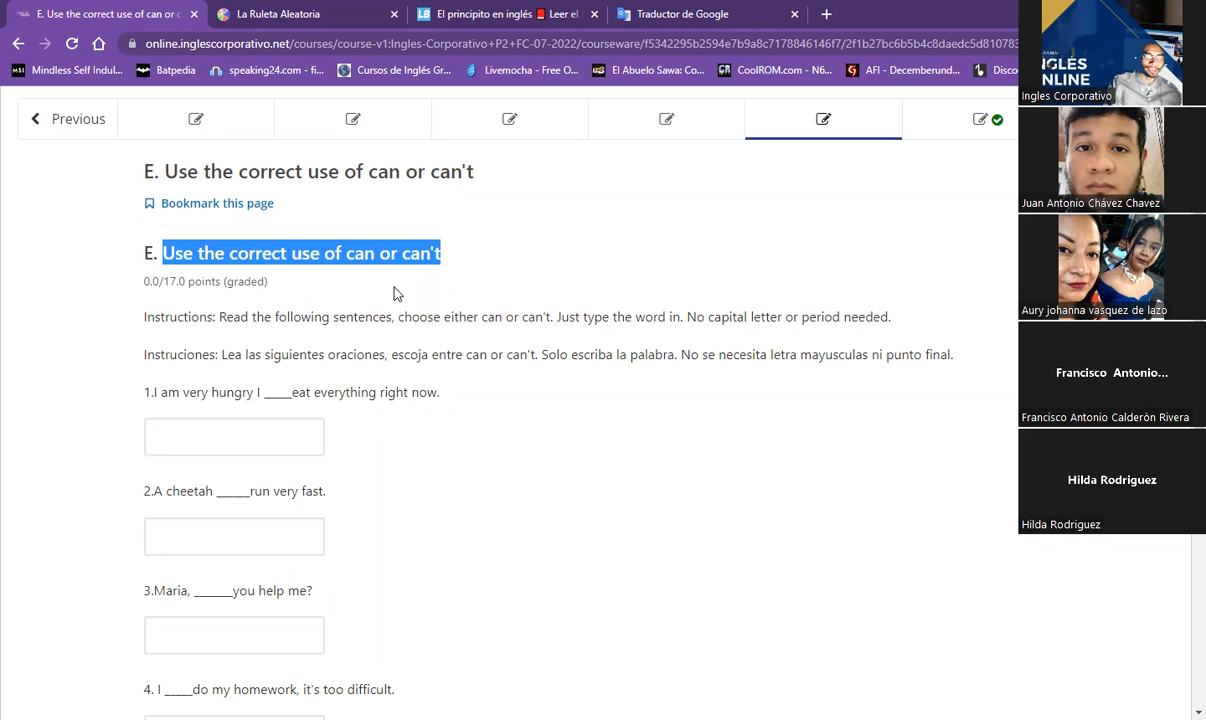 E. Use the correct use of can or c
La Ruleta Aleatoria
El principito en inglés 📕 Leer el
Traductor de Google
online.inglescorporativo.net/courses/course-v1:Ingles-Corporativo+P2+FC-07-2022/courseware/f5342295b2594e7b9a8c7178846146f7/2f1b27bc6b5b4c8daedc5d810783
Mindless Self Indul...
Batpedia
speaking24.com - fi...
Cursos de Inglés Gr...
Livemocha - Free O...
El Abuelo Sawa: Co...
CoolROM.com - N6...
AFI - Decemberund...
Disco
Previous
E. Use the correct use of can or can't
Bookmark this page
E. Use the correct use of can or can't
0.0/17.0 points (graded)
Instructions: Read the following sentences, choose either can or can't. Just type the word in. No capital letter or period needed.
Instruciones: Lea las siguientes oraciones, escoja entre can or can't. Solo escriba la palabra. No se necesita letra mayusculas ni punto final.
1.I am very hungry I _____eat everything right now.
2.A cheetah ______run very fast.
3.Maria, _______you help me?
4. I _____do my homework, it's too difficult.
INGLÉS
ONLINE
Ingles Corporativo
Juan Antonio Chávez Chavez
Aury johanna vasquez de lazo
Francisco Antonio...
Francisco Antonio Calderòn Rivera
Hilda Rodriguez
Hilda Rodriguez